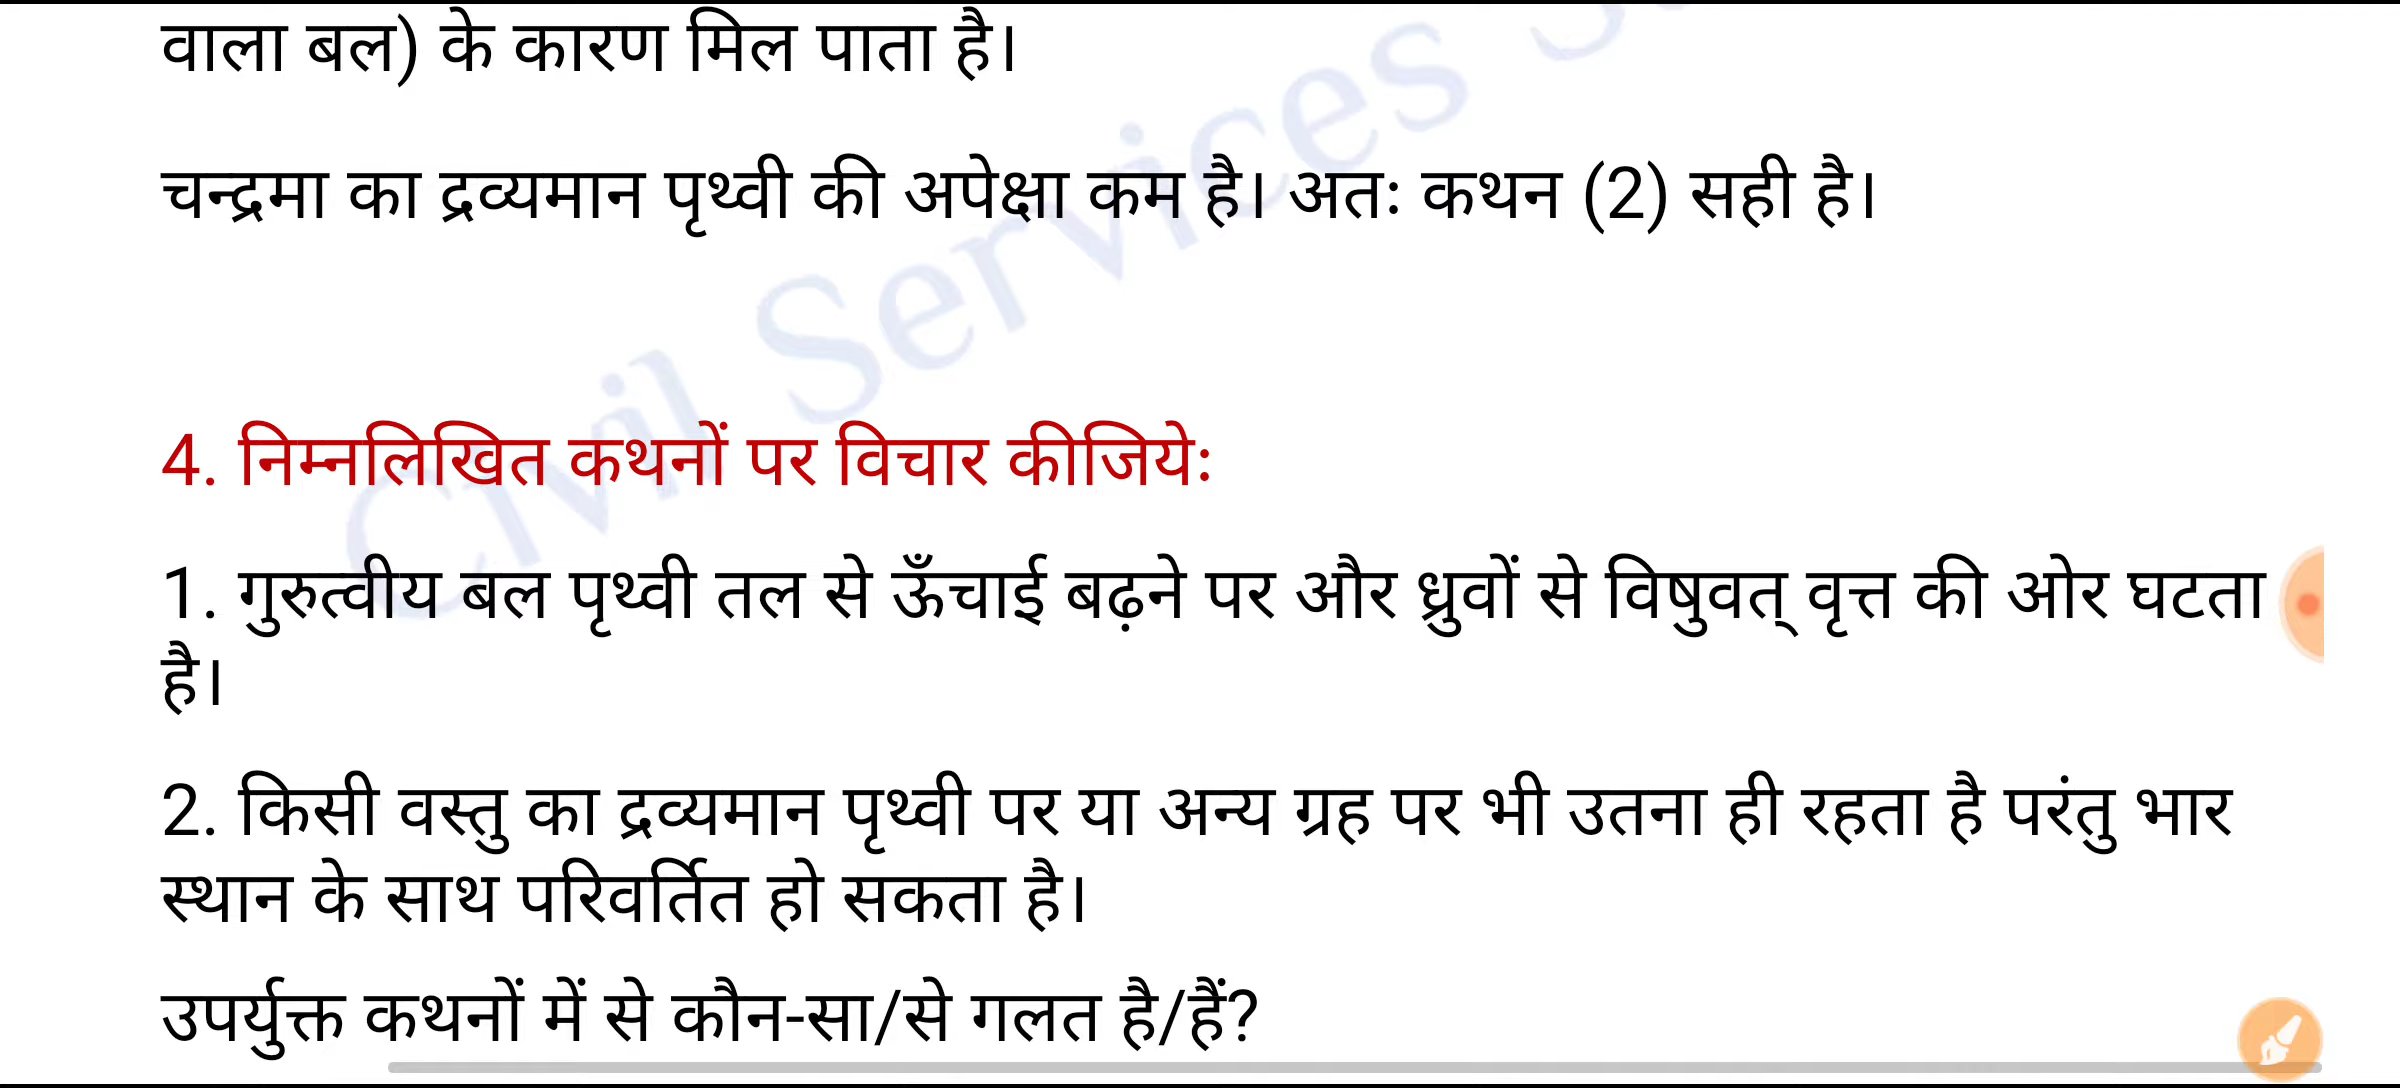 वाला बल) के कारण मिल पाता है।
चन्द्रमा का द्रव्यमान पृथ्वी की अपेक्षा कम है। अतः कथन (2) सही है।
4. निम्नलिखित कथनों पर विचार कीजियेः
1. गुरुत्वीय बल पृथ्वी तल से ऊँचाई बढ़ने पर और ध्रुवों से विषुवत् वृत्त की ओर घटता
है।
2. किसी वस्तु का द्रव्यमान पृथ्वी पर या अन्य ग्रह पर भी उतना ही रहता है परंतु भार
स्थान के साथ परिवर्तित हो सकता है।
उपर्युक्त कथनों में से कौन-सा/से गलत है/हैं?
Civil Services